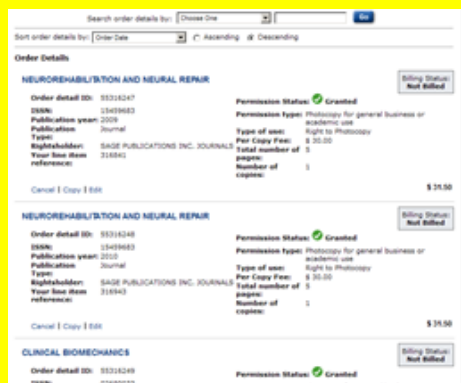 Search order details by: Choose One Go
Sort order details by: Order Date Ascending Descending
Order Details
NEUROREHABILITATION AND NEURAL REPAIR
Billing Status:
Not Billed
Order detail ID: 55316247
Permission Status: Granted
ISSN: 15459683
Permission type: Photocopy for general business or academic use
Publication year: 2009
Publication Type: Journal
Type of use: Right to Photocopy
Rightsholder: SAGE PUBLICATIONS INC. JOURNALS
Per Copy Fee: $ 30.00
Your line item reference: 316941
Total number of pages: 5
Number of copies: 1
Cancel | Copy | Edit
$ 31.50
NEUROREHABILITATION AND NEURAL REPAIR
Billing Status:
Not Billed
Order detail ID: 55316248
Permission Status: Granted
ISSN: 15459683
Permission type: Photocopy for general business or academic use
Publication year: 2010
Publication Type: Journal
Type of use: Right to Photocopy
Rightsholder: SAGE PUBLICATIONS INC. JOURNALS
Per Copy Fee: $ 30.00
Your line item reference: 316943
Total number of pages: 5
Number of copies: 1
Cancel | Copy | Edit
$ 31.50
CLINICAL BIOMECHANICS
Billing Status:
Not Billed
Order detail ID: 55316249
Permission Status: Granted